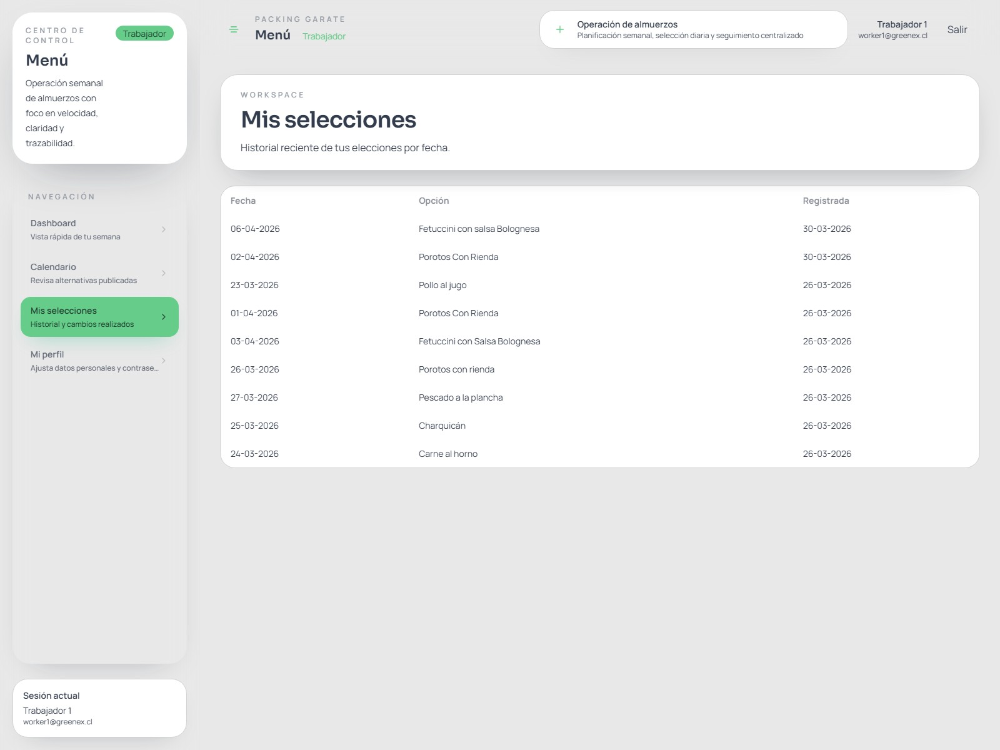 CENTRO DE
CONTROL
Trabajador
Menú
Operación semanal
de almuerzos con
foco en velocidad,
claridad y
trazabilidad.
NAVEGACIÓN
Dashboard
Vista rápida de tu semana
Calendario
Revisa alternativas publicadas
Mis selecciones
Historial y cambios realizados
Mi perfil
Ajusta datos personales y contrase...
Sesión actual
Trabajador 1
worker1@greenex.cl
PACKING GARATE
Menú Trabajador
Operación de almuerzos
Planificación semanal, selección diaria y seguimiento centralizado
Trabajador 1
worker1@greenex.cl
Salir
WORKSPACE
Mis selecciones
Historial reciente de tus elecciones por fecha.
Fecha Opción Registrada
06-04-2026 Fetuccini con salsa Bolognesa 30-03-2026
02-04-2026 Porotos Con Rienda 30-03-2026
23-03-2026 Pollo al jugo 26-03-2026
01-04-2026 Porotos Con Rienda 26-03-2026
03-04-2026 Fetuccini con Salsa Bolognesa 26-03-2026
26-03-2026 Porotos con rienda 26-03-2026
27-03-2026 Pescado a la plancha 26-03-2026
25-03-2026 Charquicán 26-03-2026
24-03-2026 Carne al horno 26-03-2026